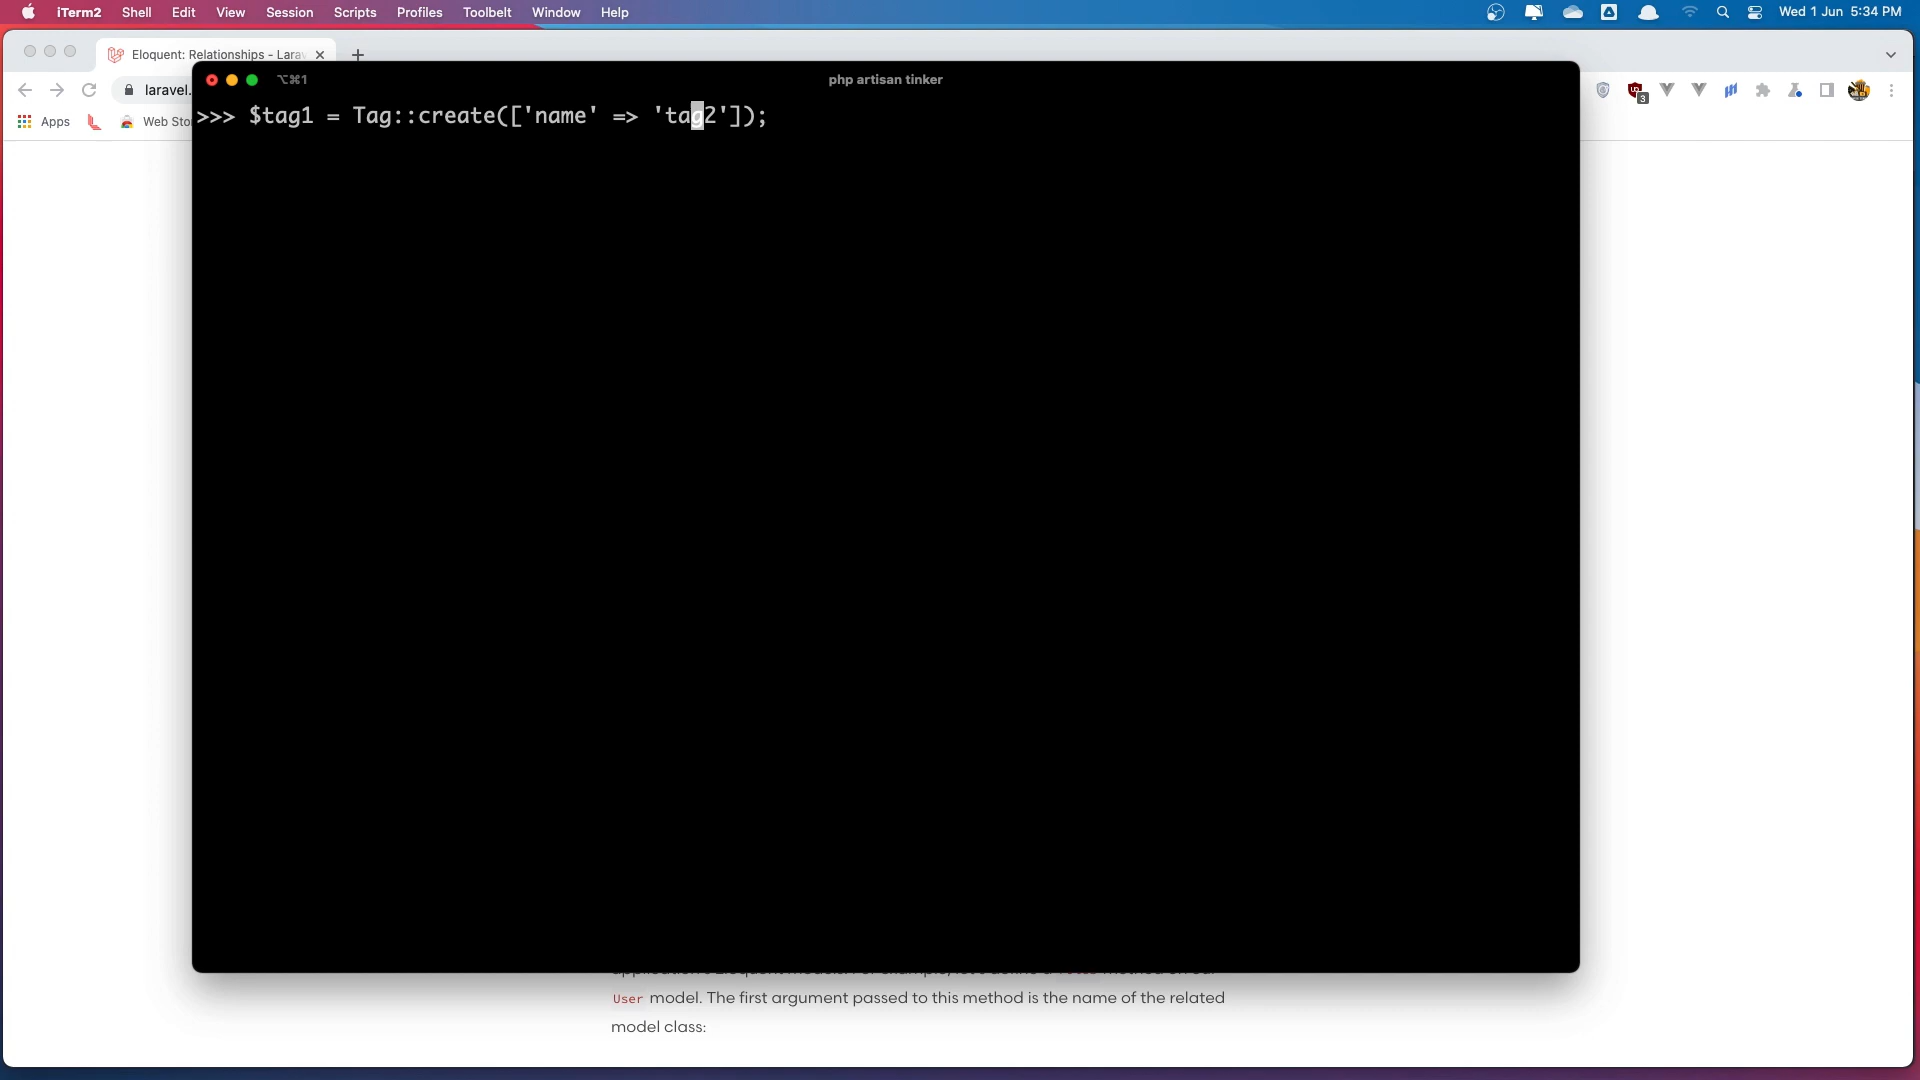 iTerm2 Shell Edit View Session Scripts Profiles Toolbelt Window Help
Wed 1 Jun 5:34 PM
Eloquent: Relationships - Larav
⌥⌘1
php artisan tinker
laravel.
3
Apps
Web Sto
>>> $tag1 = Tag::create(['name' => 'tag2']);
User model. The first argument passed to this method is the name of the related
model class: